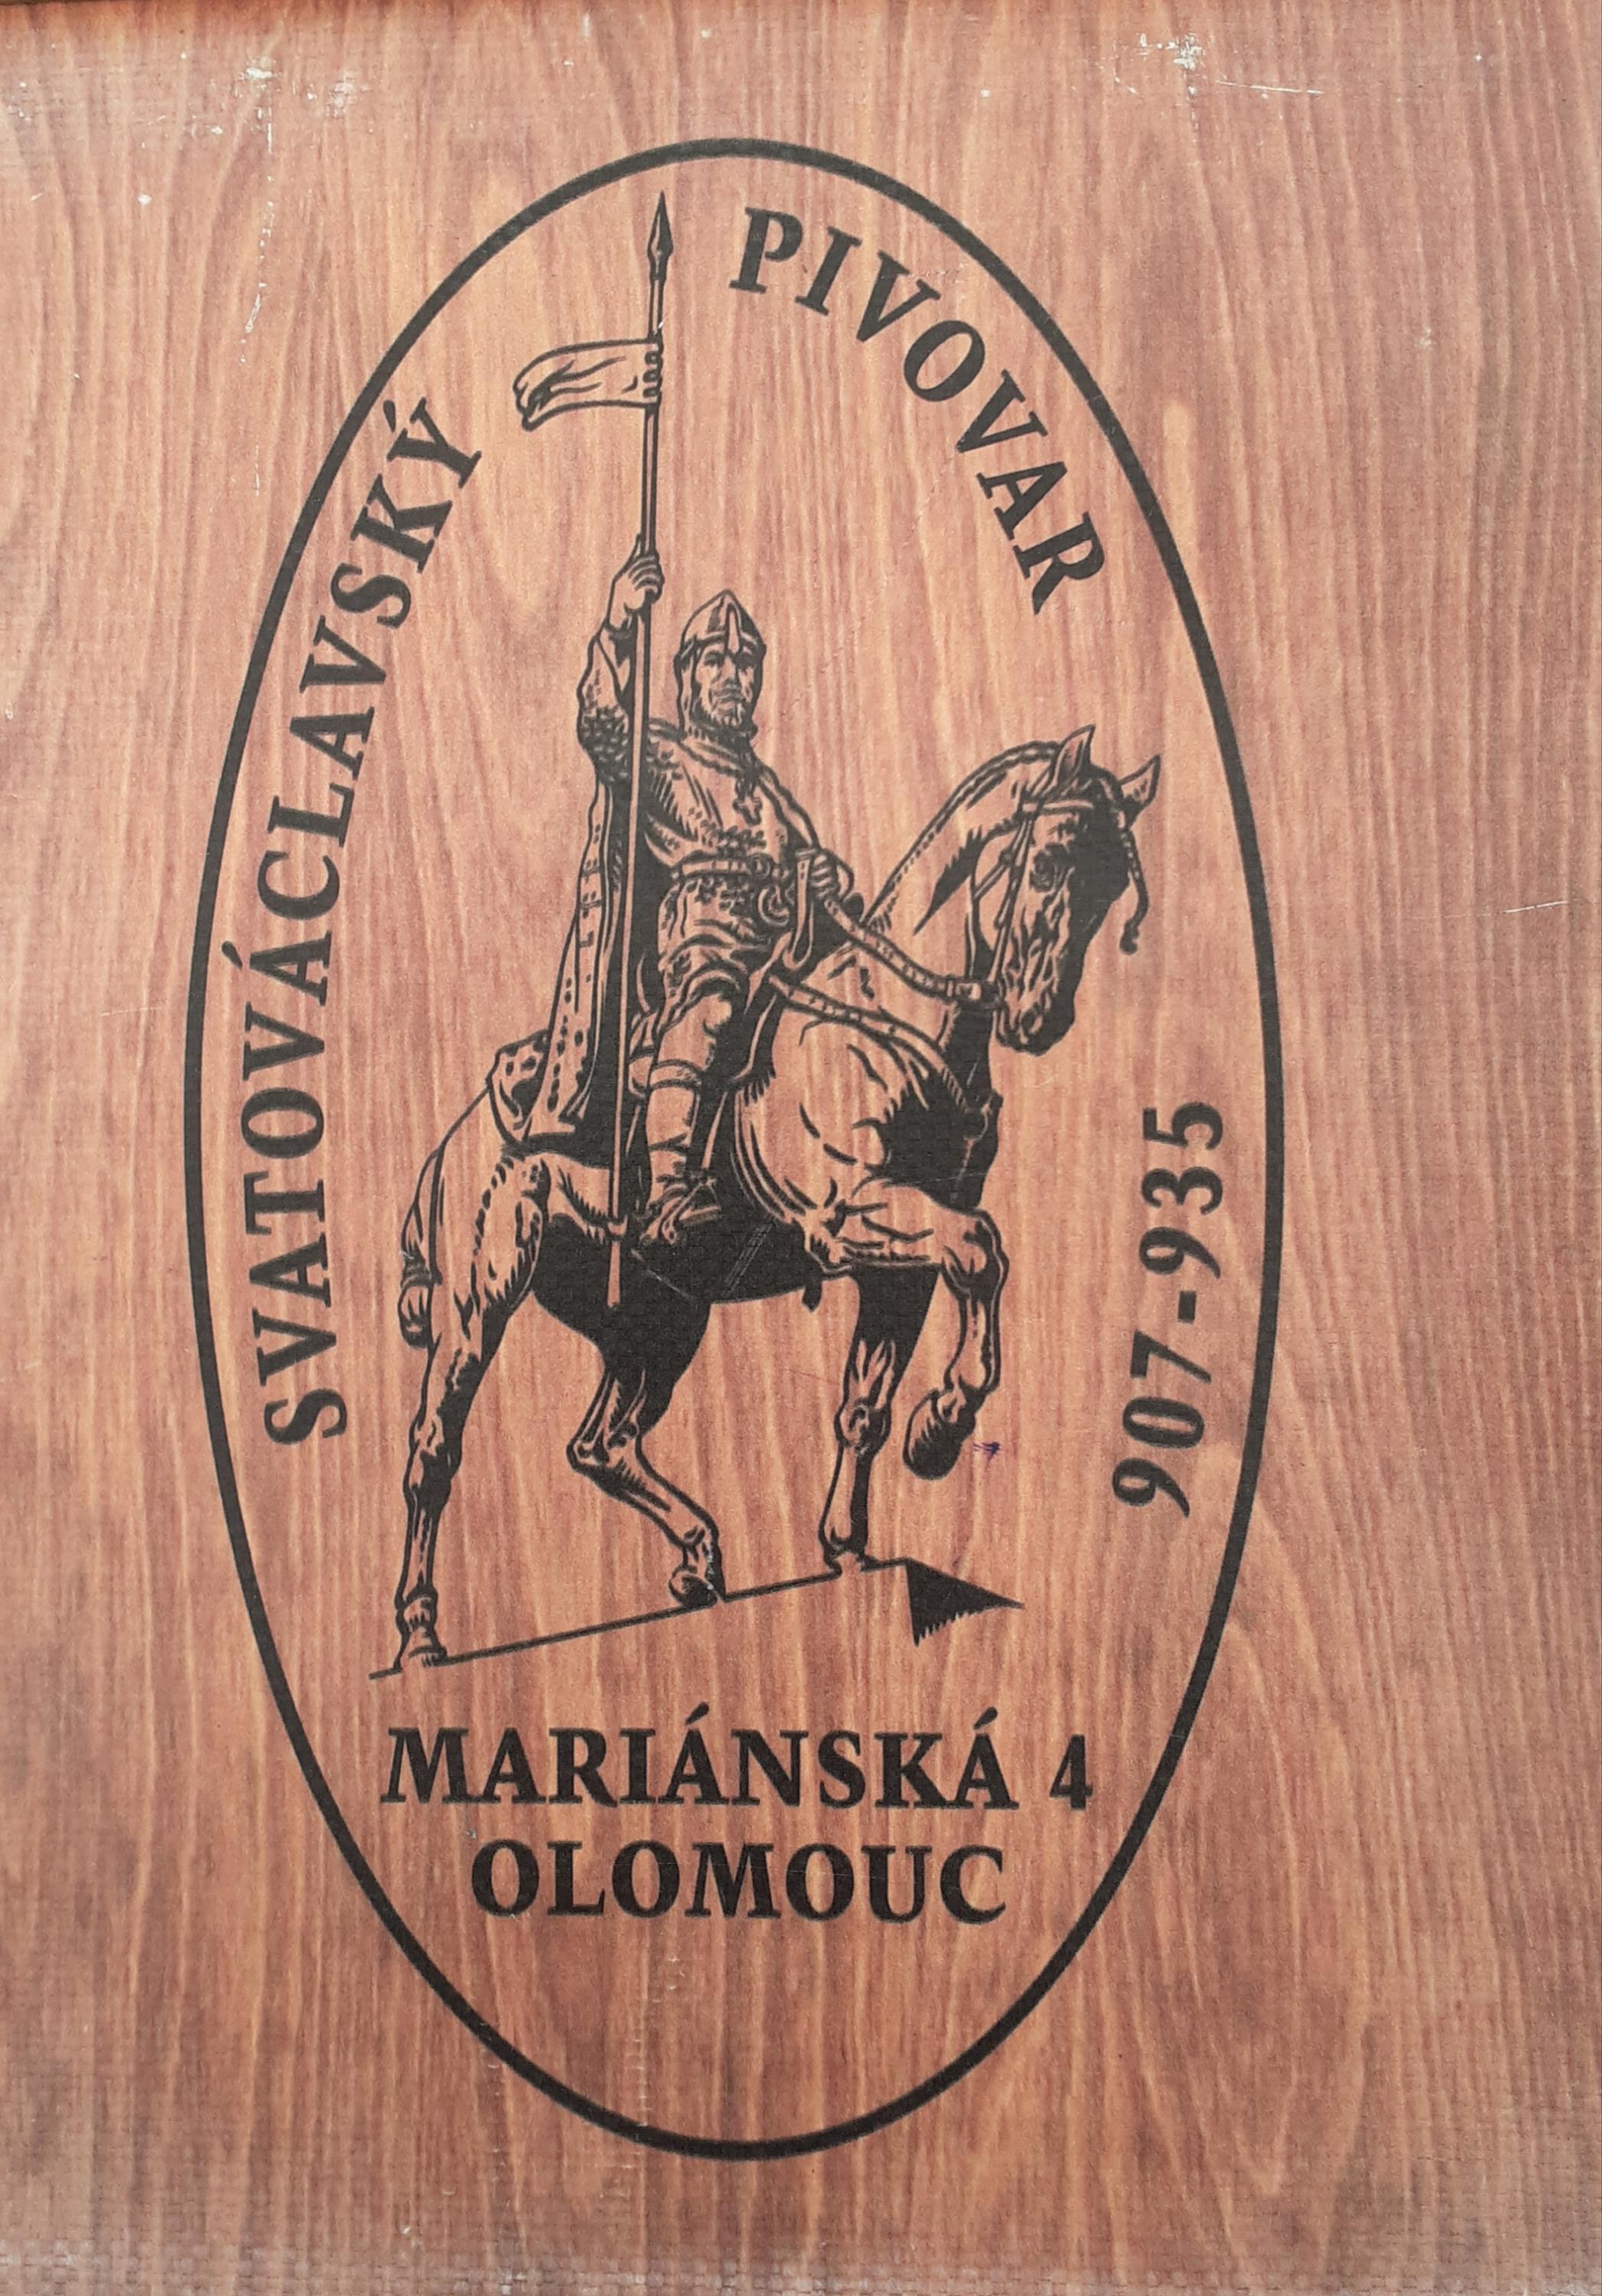 SVATOVÁCLAVSKÝ PIVOVAR
907-935
MARIÁNSKÁ 4
OLOMOUC